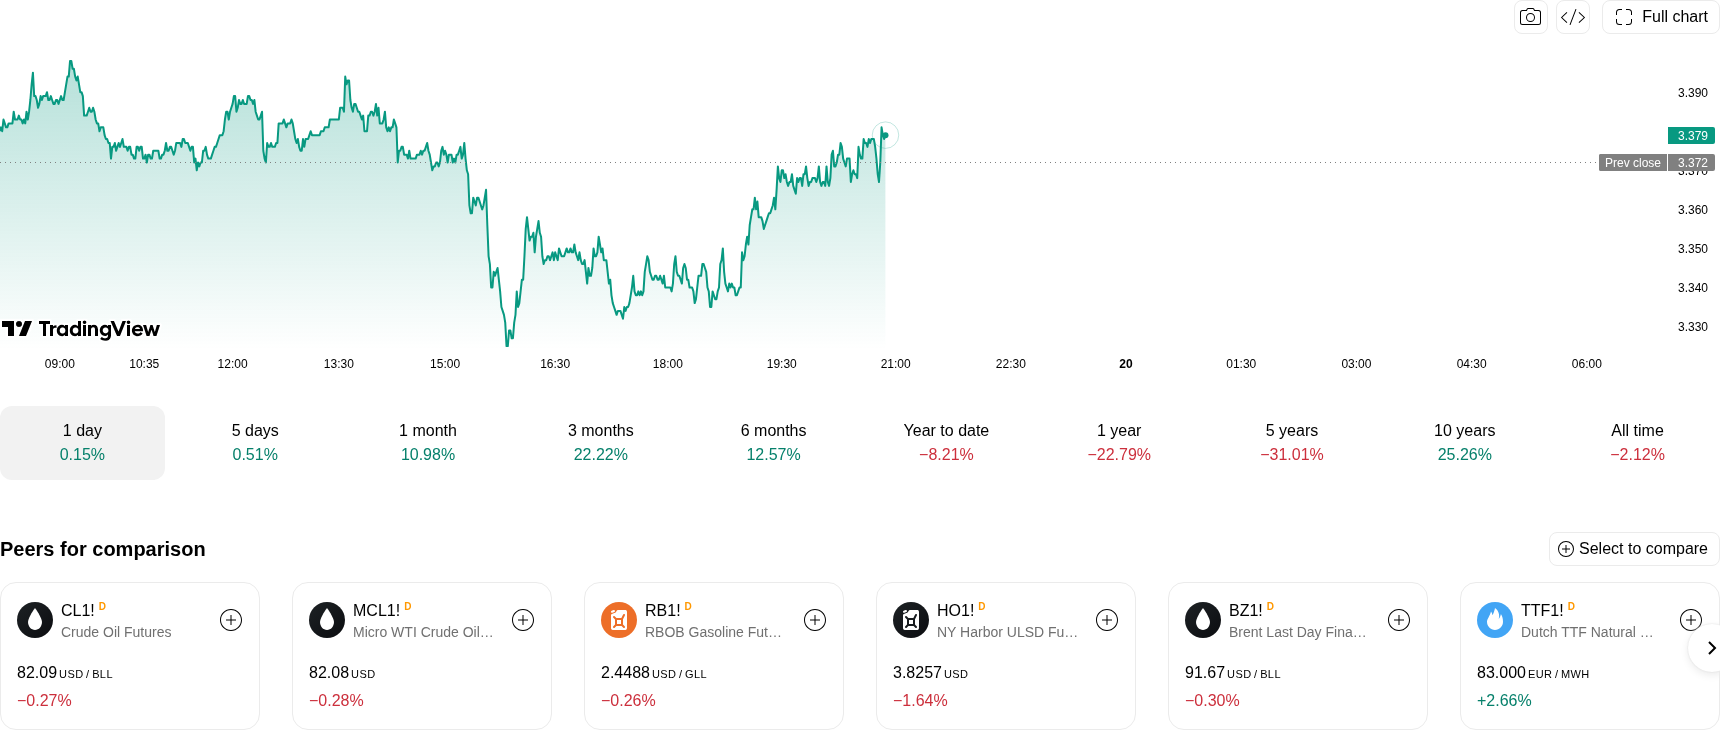 Full chart
3.390
3.379
Prev close 3.372
3.370
3.360
3.350
3.340
3.330
TradingView
09:00 10:35 12:00 13:30 15:00 16:30 18:00 19:30 21:00 22:30 20 01:30 03:00 04:30 06:00
1 day 5 days 1 month 3 months 6 months Year to date 1 year 5 years 10 years All time
0.15% 0.51% 10.98% 22.22% 12.57% −8.21% −22.79% −31.01% 25.26% −2.12%
Peers for comparison
Select to compare
CL1! D
Crude Oil Futures
82.09 USD / BLL
−0.27%
MCL1! D
Micro WTI Crude Oil…
82.08 USD
−0.28%
RB1! D
RBOB Gasoline Fut…
2.4488 USD / GLL
−0.26%
HO1! D
NY Harbor ULSD Fu…
3.8257 USD
−1.64%
BZ1! D
Brent Last Day Fina…
91.67 USD / BLL
−0.30%
TTF1! D
Dutch TTF Natural …
83.000 EUR / MWH
+2.66%